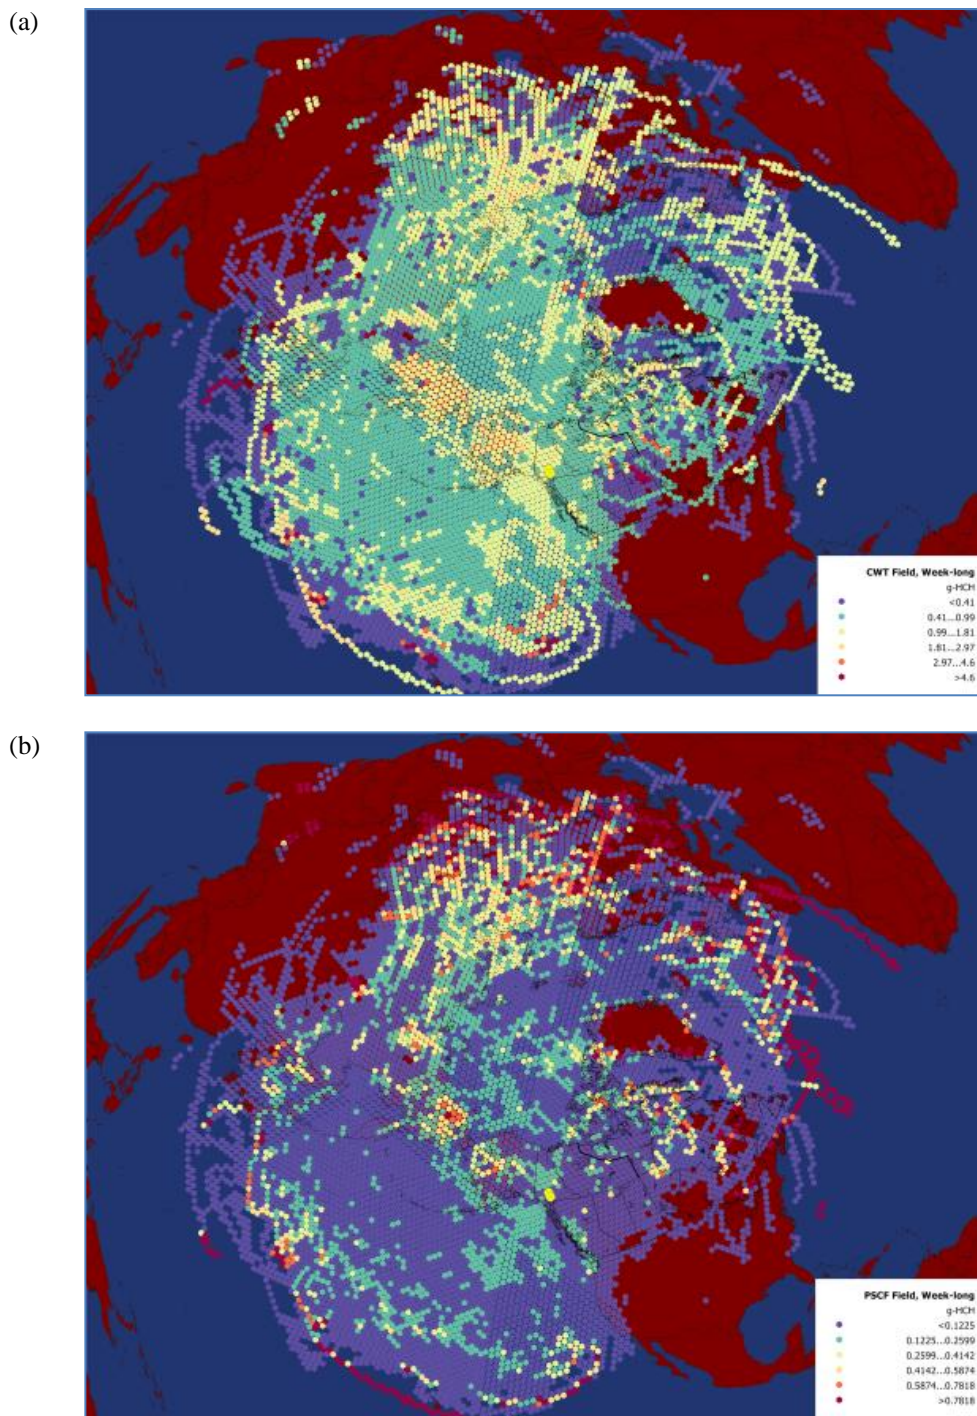 (a)
CWT Field, Week-long
g-HCH
<0.41
0.41...0.99
0.99...1.81
1.81...2.97
2.97...4.6
>4.6
(b)
PSCF Field, Week-long
g-HCH
<0.1225
0.1225...0.2599
0.2599...0.4142
0.4142...0.5874
0.5874...0.7818
>0.7818